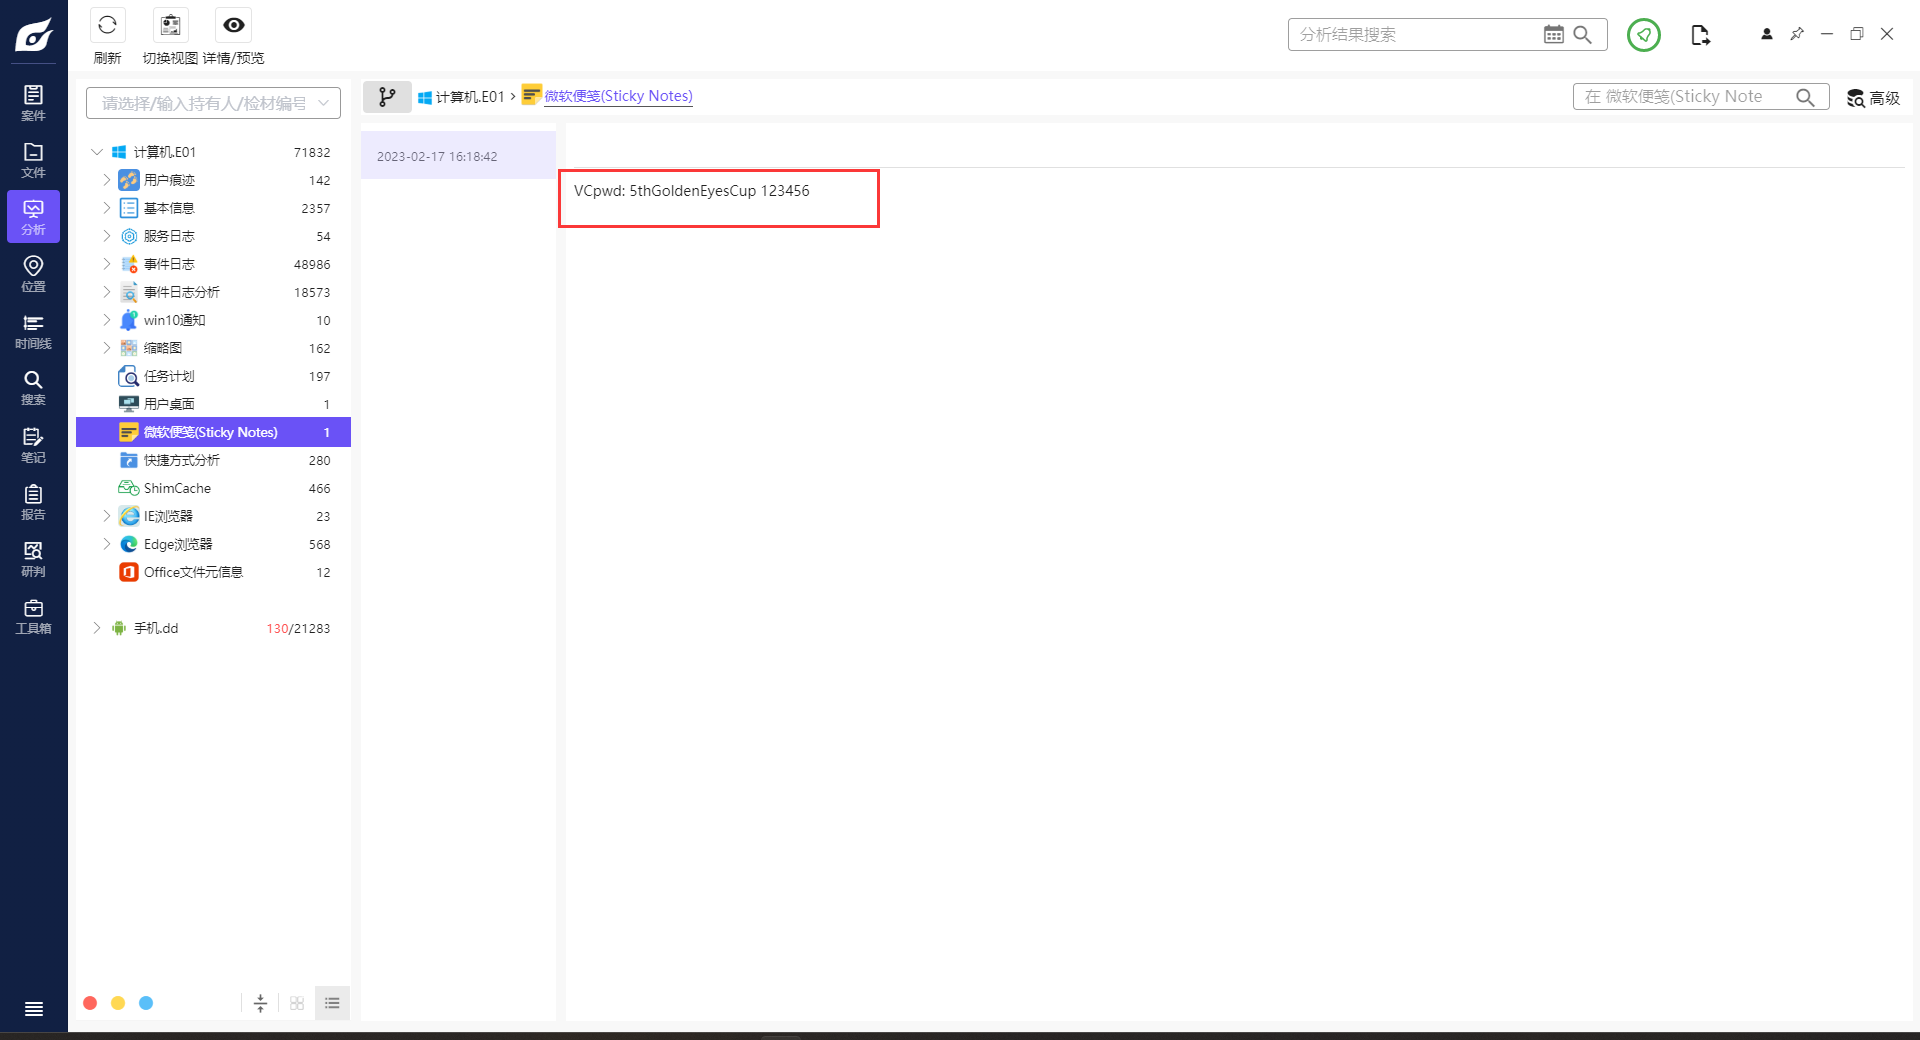 刷新
切换视图
详情/预览
分析结果搜索
案件
文件
分析
位置
时间线
搜索
笔记
报告
研判
工具箱
请选择/输入持有人/检材编号
计算机.E01 71832
用户痕迹 142
基本信息 2357
服务日志 54
事件日志 48986
事件日志分析 18573
win10通知 10
缩略图 162
任务计划 197
用户桌面 1
微软便笺(Sticky Notes) 1
快捷方式分析 280
ShimCache 466
IE浏览器 23
Edge浏览器 568
Office文件元信息 12
手机.dd 130/21283
计算机.E01 › 微软便笺(Sticky Notes)
在 微软便笺(Sticky Note
高级
2023-02-17 16:18:42
VCpwd: 5thGoldenEyesCup 123456